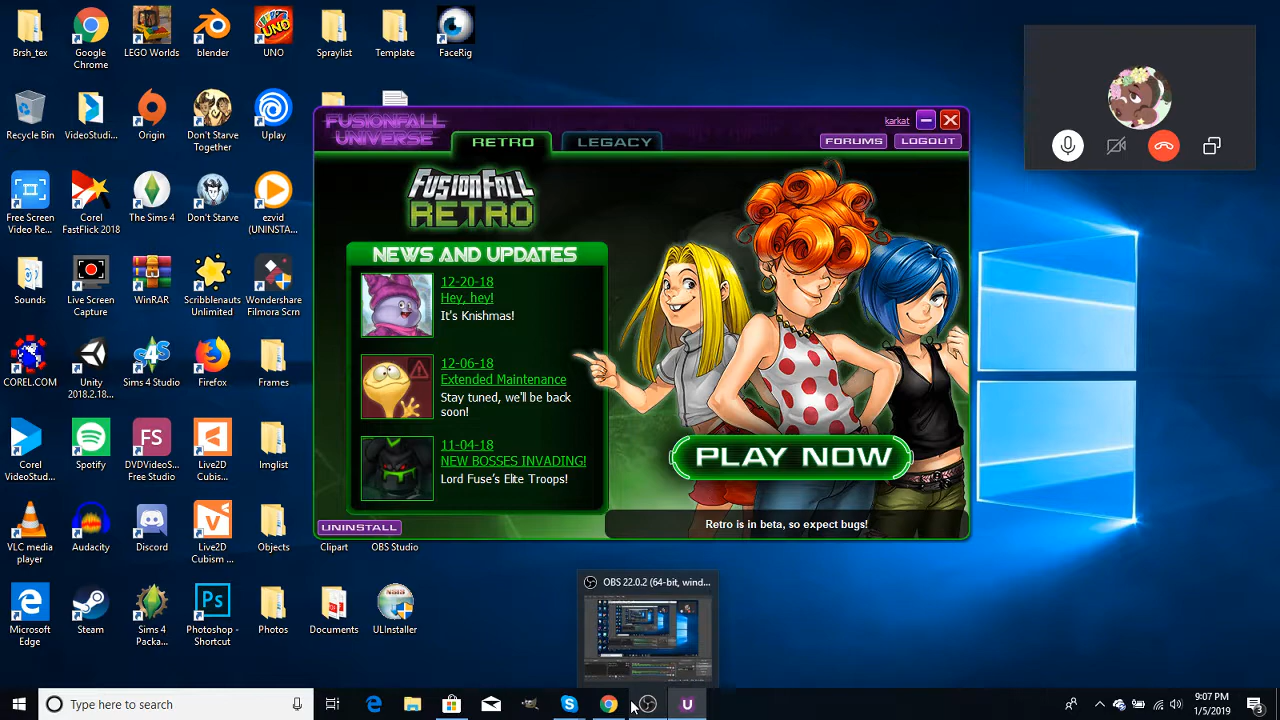 Brsh_tex
Google
Chrome
LEGO Worlds
blender
UNO
Spraylist
Template
FaceRig
Recycle Bin
VideoStudi...
Origin
Don't Starve
Together
Uplay
Free Screen
Video Re...
Corel
FastFlick 2018
The Sims 4
Don't Starve
ezvid
(UNINSTA...
Sounds
Live Screen
Capture
WinRAR
Scribblenauts
Unlimited
Wondershare
Filmora Scrn
COREL.COM
Unity
2018.2.18...
Sims 4 Studio
Firefox
Frames
Corel
VideoStud...
Spotify
DVDVideoS...
Free Studio
Live2D
Cubis...
Imglist
VLC media
player
Audacity
Discord
Live2D
Cubism ...
Objects
Clipart
OBS Studio
Microsoft
Edge
Steam
Sims 4
Packa...
Photoshop -
Shortcut
Photos
Documents
ULInstaller
FUSIONFALL
UNIVERSE
RETRO
LEGACY
karkat
FORUMS
LOGOUT
FUSIONFALL
RETRO
NEWS AND UPDATES
12-20-18
Hey, hey!
It's Knishmas!
12-06-18
Extended Maintenance
Stay tuned, we'll be back
soon!
11-04-18
NEW BOSSES INVADING!
Lord Fuse's Elite Troops!
PLAY NOW
UNINSTALL
Retro is in beta, so expect bugs!
OBS 22.0.2 (64-bit, wind...
Type here to search
9:07 PM
1/5/2019